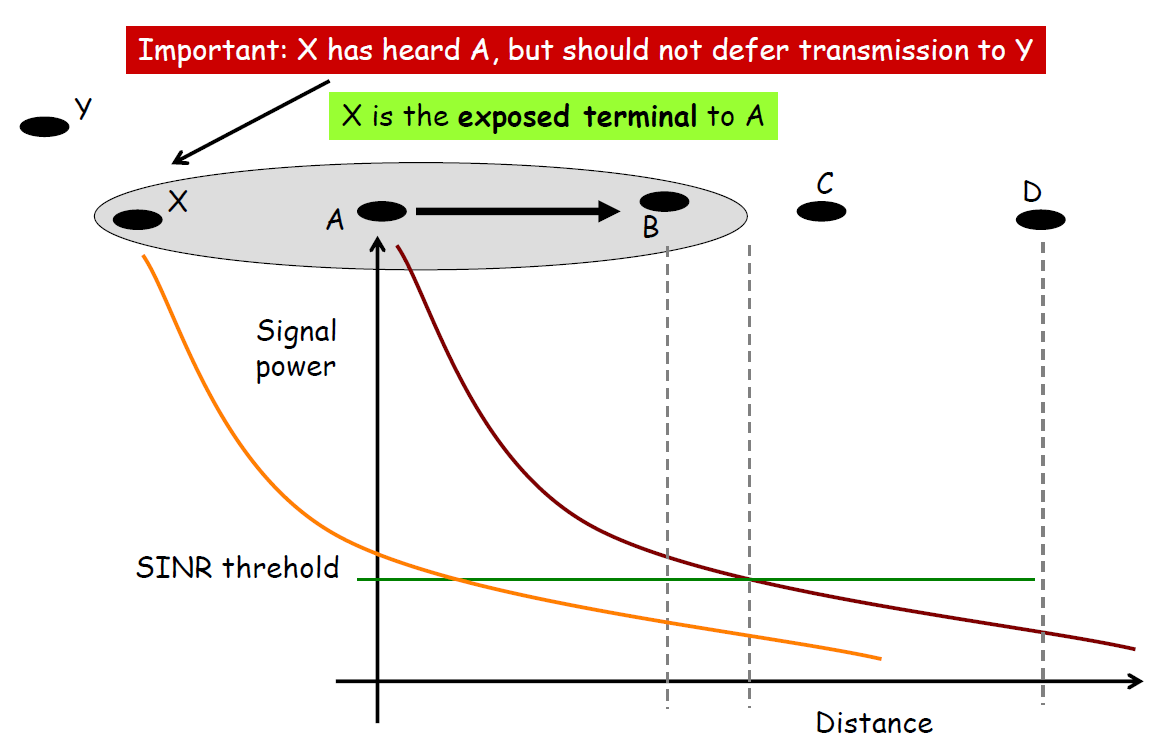 Important: X has heard A, but should not defer transmission to Y
X is the exposed terminal to A
Y
X
A
B
C
D
Signal
power
SINR threhold
Distance